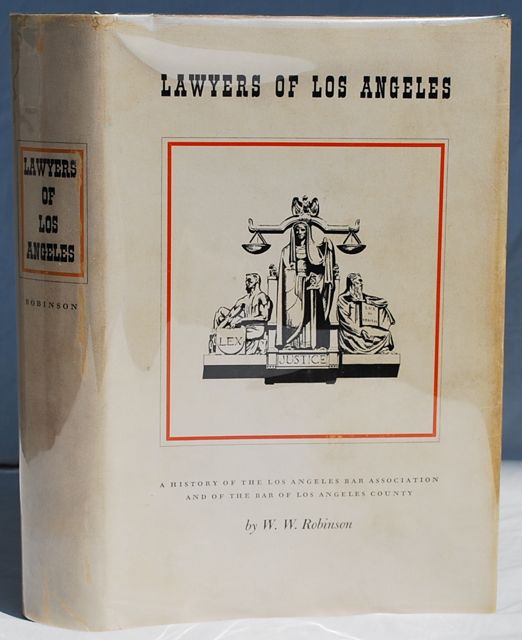 LAWYERS OF LOS ANGELES
LEX
JUSTICE
A HISTORY OF THE LOS ANGELES BAR ASSOCIATION
AND OF THE BAR OF LOS ANGELES COUNTY
by W. W. Robinson
LAWYERS
OF
LOS
ANGELES
ROBINSON